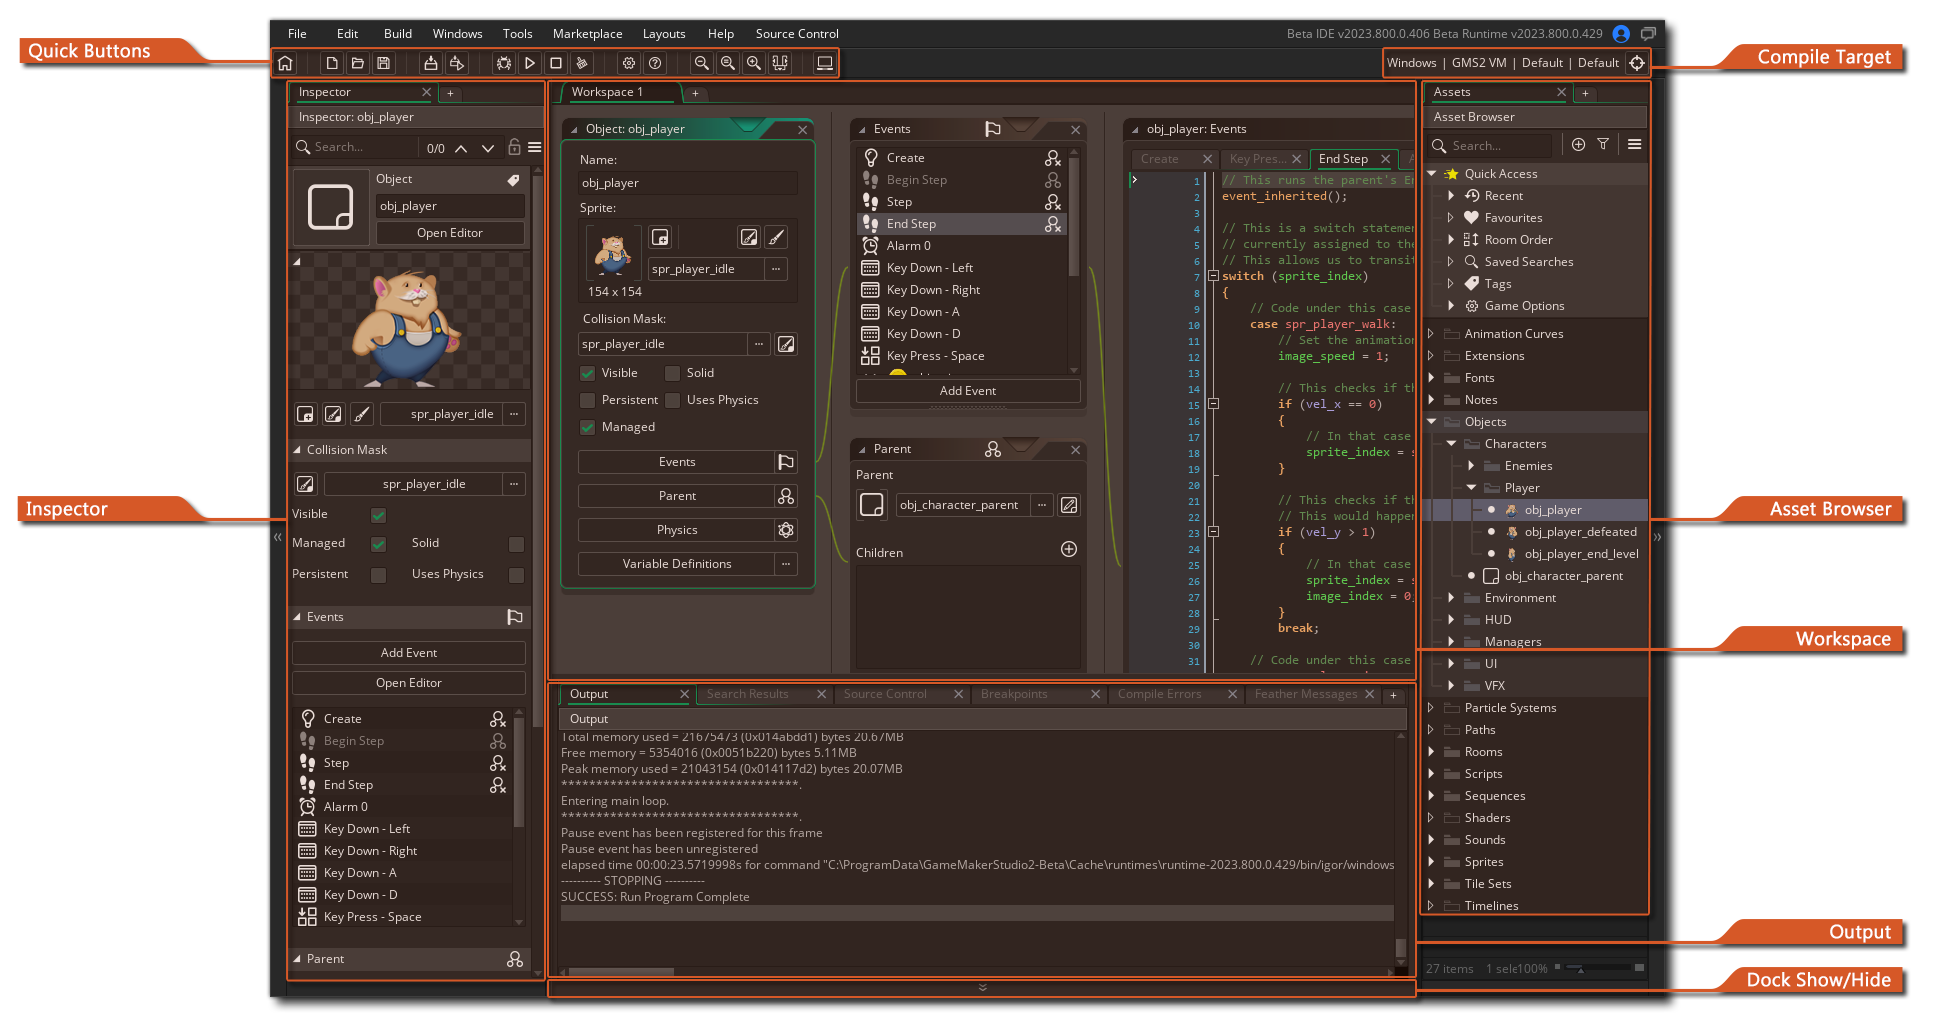 File Edit Build Windows Tools Marketplace Layouts Help Source Control
Beta IDE v2023.800.0.406 Beta Runtime v2023.800.0.429
Quick Buttons
Windows | GMS2 VM | Default | Default
Compile Target
Inspector
Inspector: obj_player
Search...
0/0
Object
obj_player
Open Editor
spr_player_idle
Collision Mask
spr_player_idle
Visible
Managed Solid
Persistent Uses Physics
Events
Add Event
Open Editor
Create
Begin Step
Step
End Step
Alarm 0
Key Down - Left
Key Down - Right
Key Down - A
Key Down - D
Key Press - Space
Parent
Inspector
Workspace 1
Object: obj_player
Name:
obj_player
Sprite:
spr_player_idle
154 x 154
Collision Mask:
spr_player_idle
Visible Solid
Persistent Uses Physics
Managed
Events
Parent
Physics
Variable Definitions
Events
Create
Begin Step
Step
End Step
Alarm 0
Key Down - Left
Key Down - Right
Key Down - A
Key Down - D
Key Press - Space
Add Event
Parent
Parent
obj_character_parent
Children
obj_player: Events
Create Key Pres... End Step
1 // This runs the parent's E
2 event_inherited();
3
4 // This is a switch statemen
5 // currently assigned to the
6 // This allows us to transit
7 switch (sprite_index)
8 {
9 // Code under this case
10 case spr_player_walk:
11 // Set the animation
12 image_speed = 1;
13
14 // This checks if th
15 if (vel_x == 0)
16 {
17 // In that case
18 sprite_index = s
19 }
20
21 // This checks if th
22 // This would happen
23 if (vel_y > 1)
24 {
25 // In that case
26 sprite_index = s
27 image_index = 0
28 }
29 break;
30
31 // Code under this case
Output Search Results Source Control Breakpoints Compile Errors Feather Messages
Output
Total memory used = 21675473 (0x014abdd1) bytes 20.67MB
Free memory = 5354016 (0x0051b220) bytes 5.11MB
Peak memory used = 21043154 (0x014117d2) bytes 20.07MB
**********************************.
Entering main loop.
**********************************.
Pause event has been registered for this frame
Pause event has been unregistered
elapsed time 00:00:23.5719998s for command "C:\ProgramData\GameMakerStudio2-Beta\Cache\runtimes\runtime-2023.800.0.429/bin/igor/windows
---------- STOPPING ----------
SUCCESS: Run Program Complete
Assets
Asset Browser
Search...
Quick Access
Recent
Favourites
Room Order
Saved Searches
Tags
Game Options
Animation Curves
Extensions
Fonts
Notes
Objects
Characters
Enemies
Player
obj_player
obj_player_defeated
obj_player_end_level
obj_character_parent
Environment
HUD
Managers
UI
VFX
Particle Systems
Paths
Rooms
Scripts
Sequences
Shaders
Sounds
Sprites
Tile Sets
Timelines
27 items 1 sele 100%
Asset Browser
Workspace
Output
Dock Show/Hide